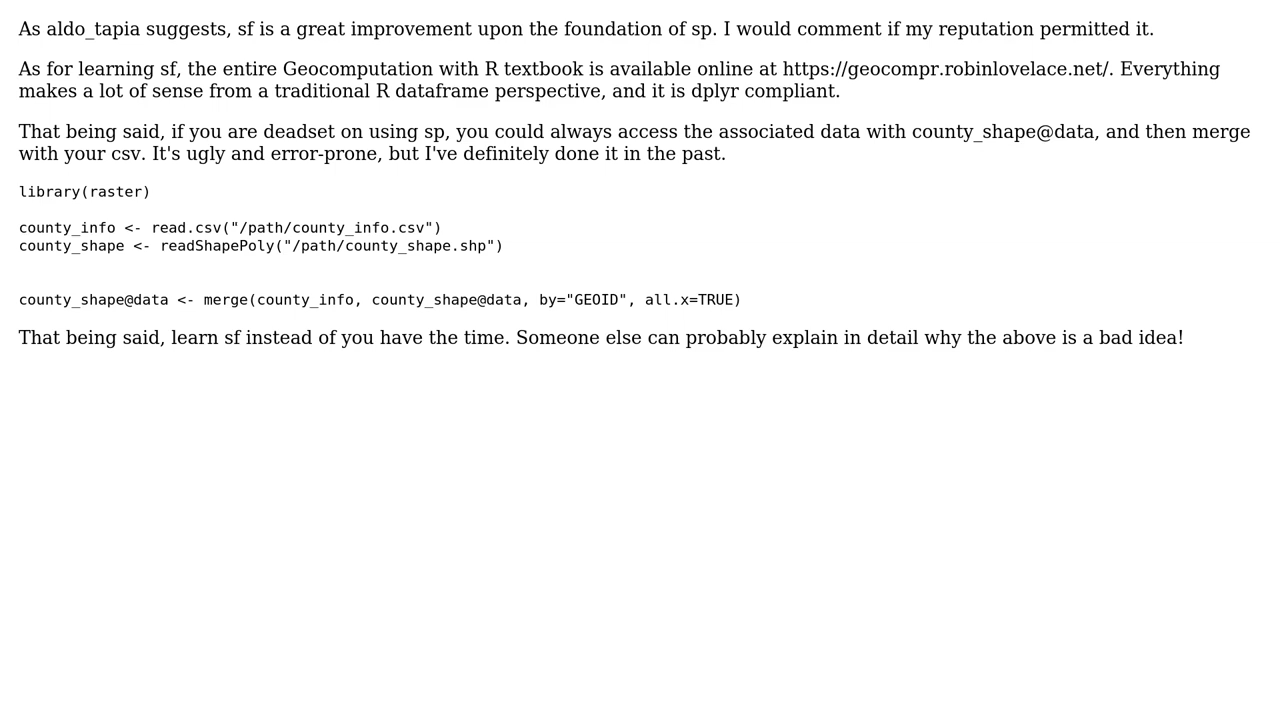 As aldo_tapia suggests, sf is a great improvement upon the foundation of sp. I would comment if my reputation permitted it.
As for learning sf, the entire Geocomputation with R textbook is available online at https://geocompr.robinlovelace.net/. Everything
makes a lot of sense from a traditional R dataframe perspective, and it is dplyr compliant.
That being said, if you are deadset on using sp, you could always access the associated data with county_shape@data, and then merge
with your csv. It's ugly and error-prone, but I've definitely done it in the past.
library(raster)
county_info <- read.csv("/path/county_info.csv")
county_shape <- readShapePoly("/path/county_shape.shp")
county_shape@data <- merge(county_info, county_shape@data, by="GEOID", all.x=TRUE)
That being said, learn sf instead of you have the time. Someone else can probably explain in detail why the above is a bad idea!